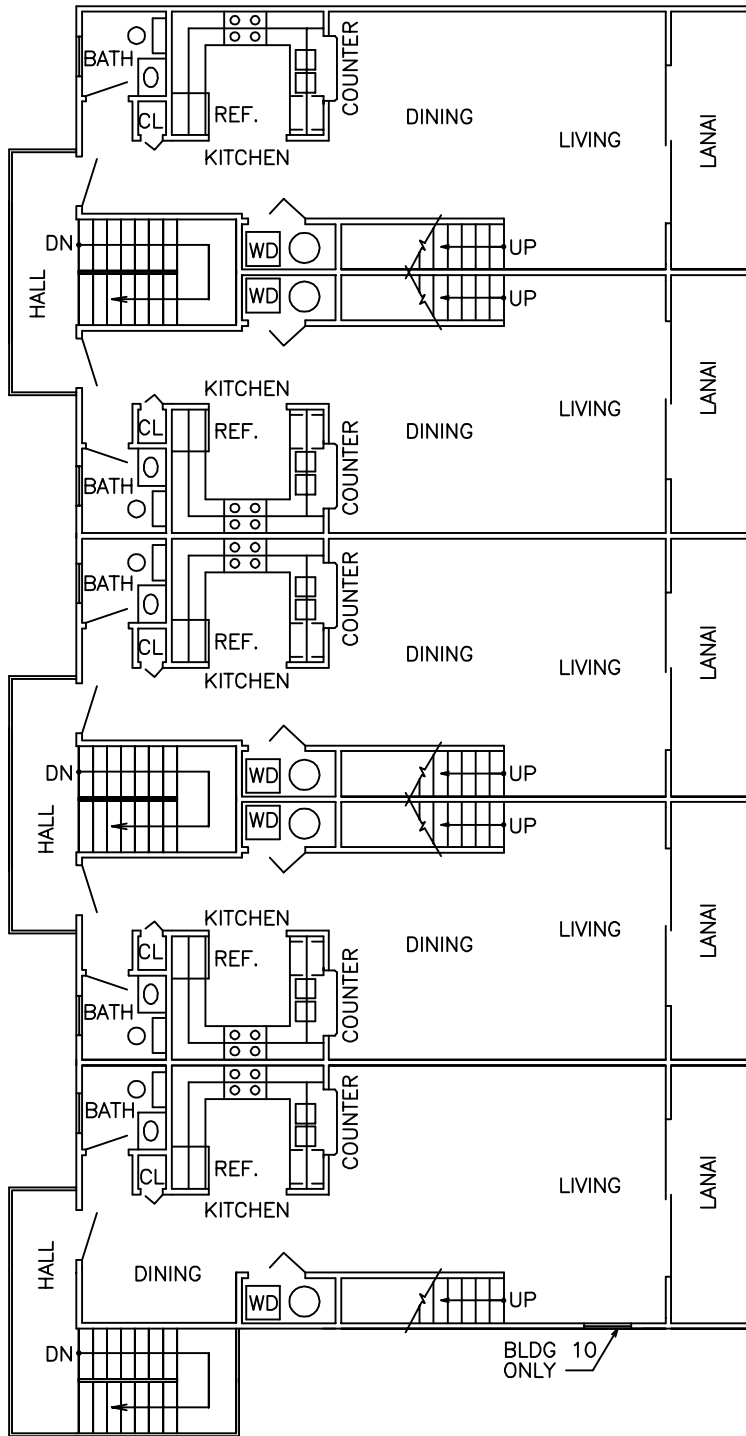 BATH
COUNTER
CL
REF.
DINING
LIVING
LANAI
KITCHEN
DN
HALL
WD
UP
WD
UP
KITCHEN
CL
REF.
DINING
LIVING
LANAI
COUNTER
BATH
BATH
COUNTER
CL
REF.
DINING
LIVING
LANAI
KITCHEN
DN
HALL
WD
UP
WD
UP
KITCHEN
CL
REF.
DINING
LIVING
LANAI
COUNTER
BATH
BATH
COUNTER
CL
REF.
LIVING
LANAI
KITCHEN
HALL
DINING
WD
UP
DN
BLDG 10
ONLY